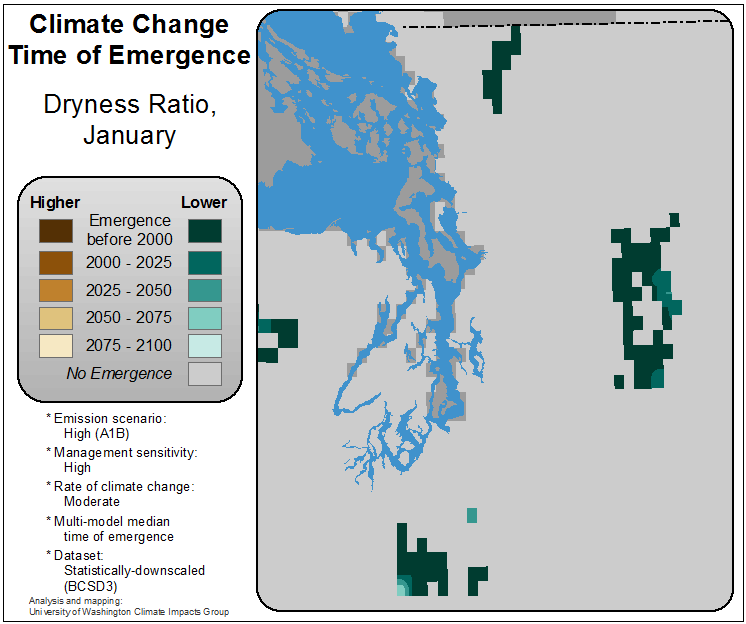 Climate Change
Time of Emergence
Dryness Ratio,
January
Higher Lower
Emergence
before 2000
2000 - 2025
2025 - 2050
2050 - 2075
2075 - 2100
No Emergence
* Emission scenario:
High (A1B)
* Management sensitivity:
High
* Rate of climate change:
Moderate
* Multi-model median
time of emergence
* Dataset:
Statistically-downscaled
(BCSD3)
Analysis and mapping:
University of Washington Climate Impacts Group